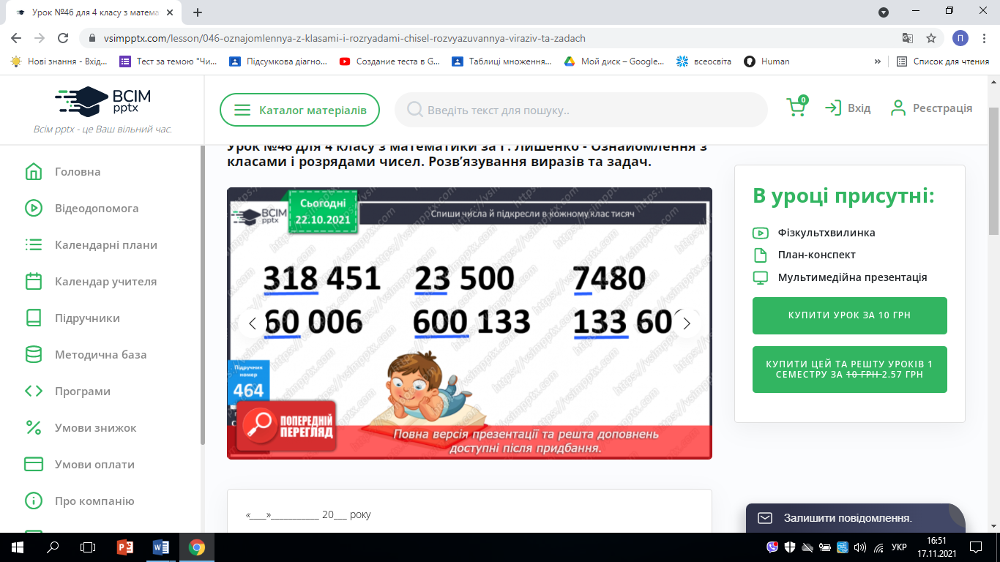 Урок №46 для 4 класу з матема
vsimpptx.com/lesson/046-oznajomlennya-z-klasami-i-rozryadami-chisel-rozvyazuvannya-viraziv-ta-zadach
П
Нові знання - Вхід...
Тест за темою "Чи...
Підсумкова діагно...
Создание теста в G...
Таблиці множення...
Мой диск – Google...
всеосвіта
Human
»
Список для чтения
ВСІМ
pptx
Всім pptx - це Ваш вільний час.
Каталог матеріалів
Введіть текст для пошуку..
0
Вхід
Реєстрація
Головна
Відеодопомога
Календарні плани
Календар учителя
Підручники
Методична база
Програми
Умови знижок
Умови оплати
Про компанію
Урок №46 для 4 класу з математики за Г. Лишенко - Ознайомлення з
класами і розрядами чисел. Розв’язування виразів та задач.
ВСІМ
pptx
Сьогодні
22.10.2021
Спиши числа й підкресли в кожному клас тисяч
318 451 23 500 7480
60 006 600 133 133 60
https://vsimpptx.com
Підручник
номер
464
ПОПЕРЕДНІЙ
ПЕРЕГЛЯД
Повна версія презентації та решта доповнень
доступні після придбання.
«___»___________ 20___ року
В уроці присутні:
Фізкультхвилинка
План-конспект
Мультимедійна презентація
КУПИТИ УРОК ЗА 10 ГРН
КУПИТИ ЦЕЙ ТА РЕШТУ УРОКІВ 1
СЕМЕСТРУ ЗА 10 ГРН 2.57 ГРН
Залишити повідомлення.
УКР
16:51
17.11.2021